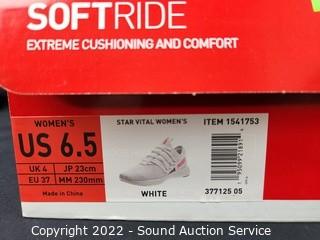 SOFTRIDE
EXTREME CUSHIONING AND COMFORT
WOMEN'S
US 6.5
UK 4 JP 23cm
EU 37 MM 230mm
Made in China
STAR VITAL WOMEN'S
WHITE
ITEM 1541753
377125 05
Copyright 2022 - Sound Auction Service